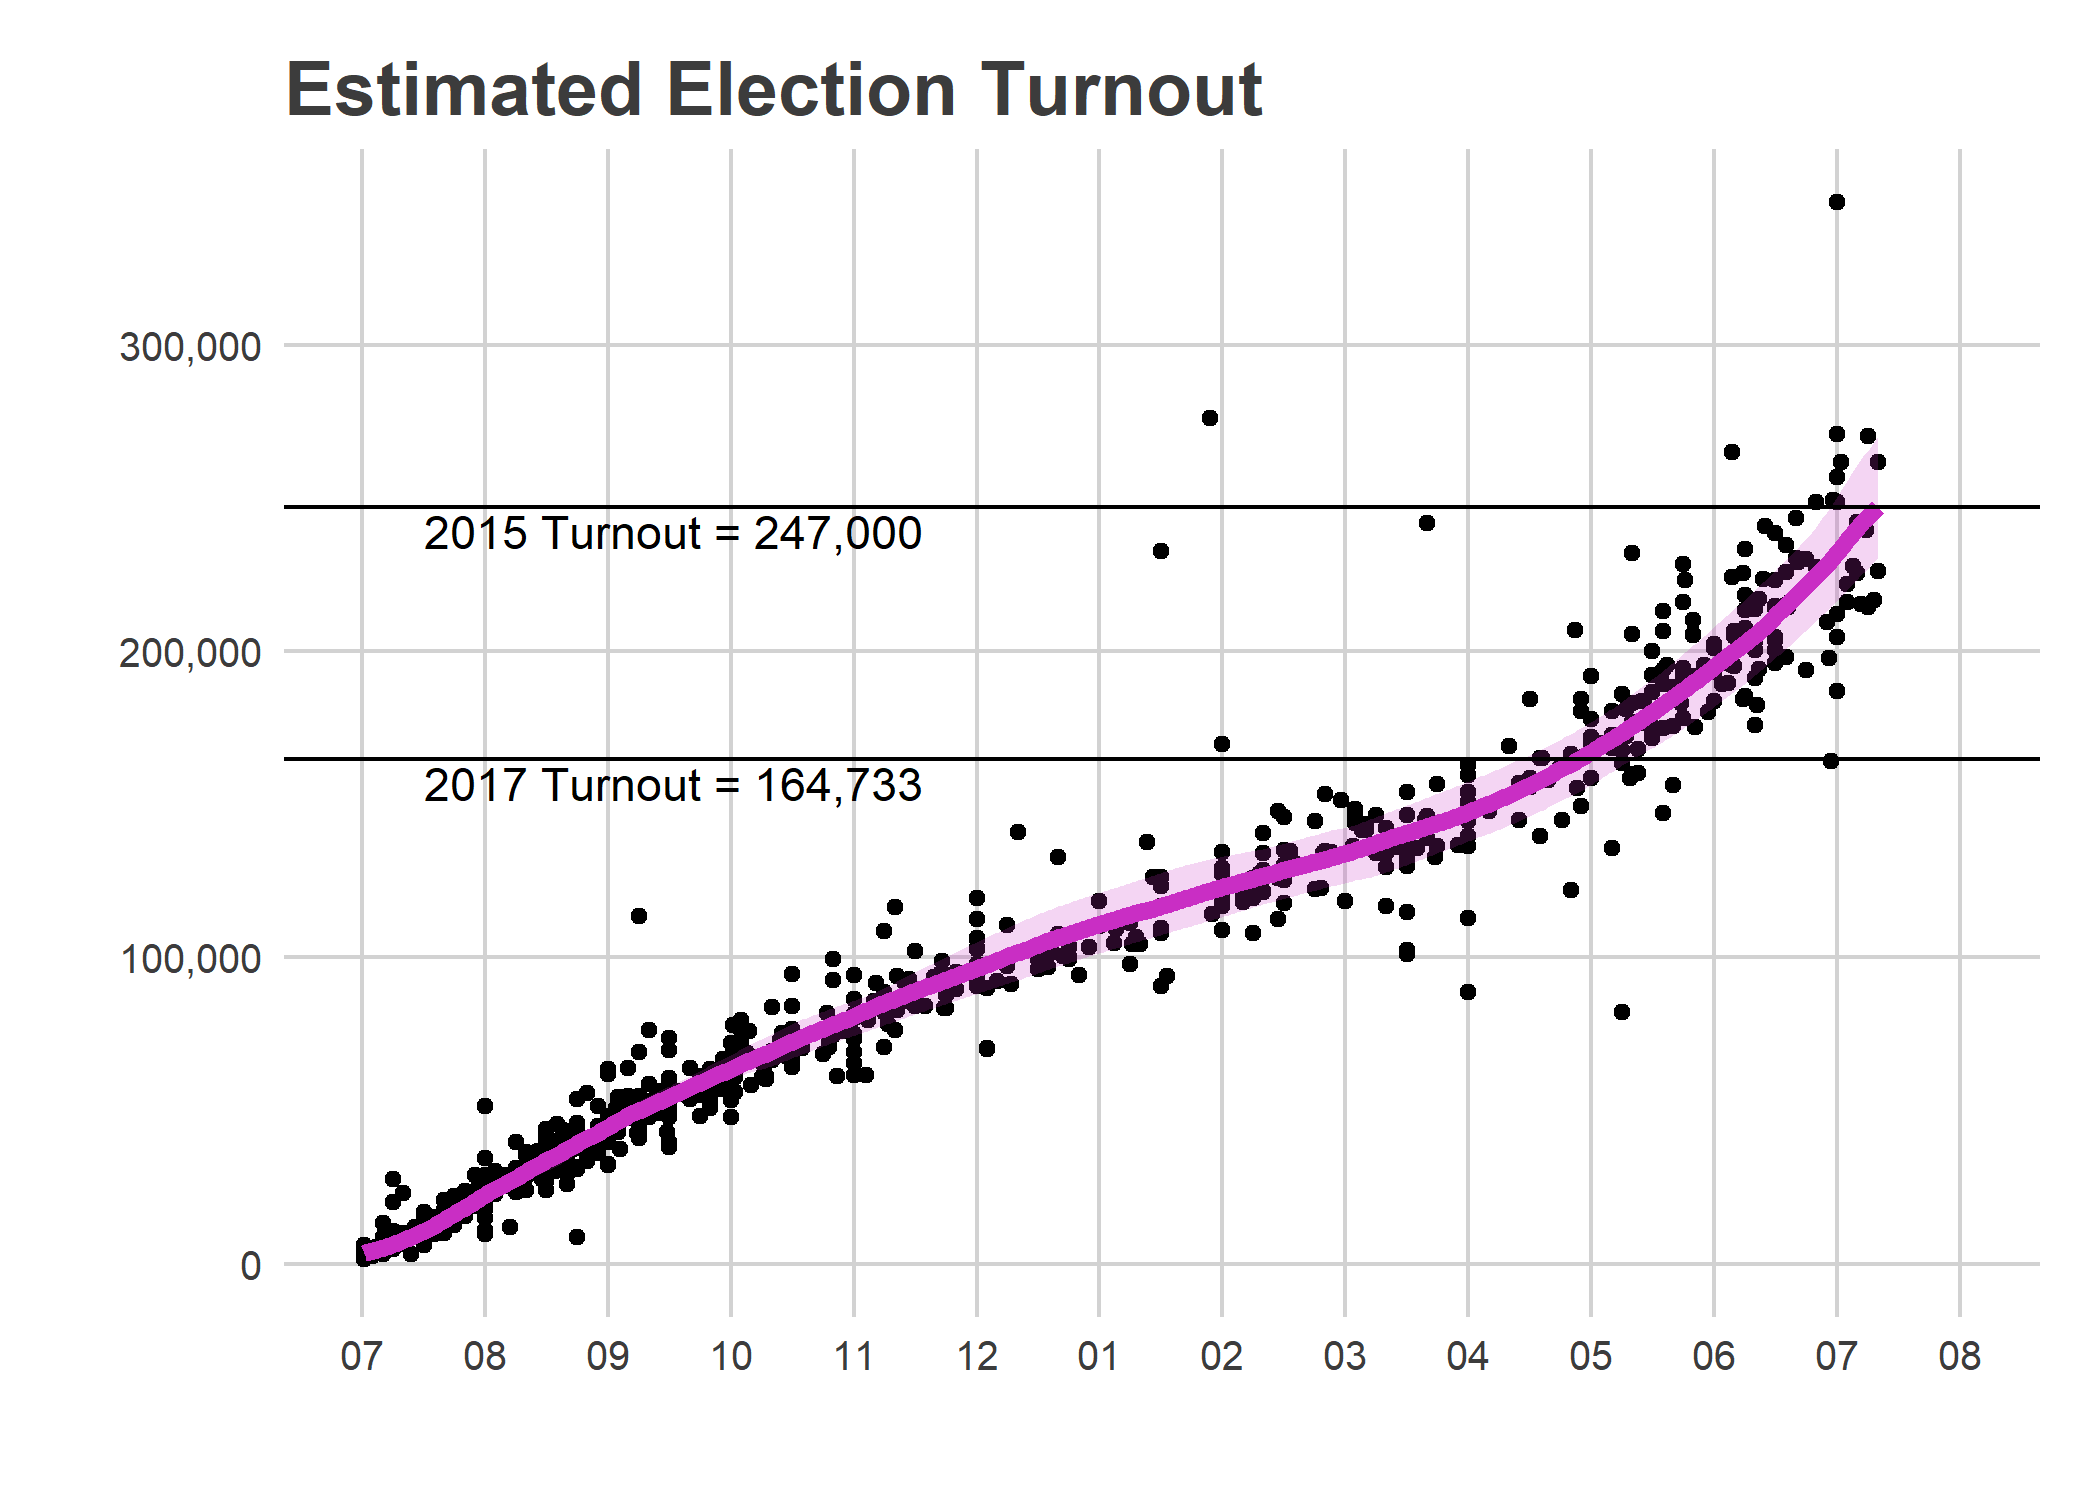 Estimated Election Turnout
300,000
2015 Turnout = 247,000
200,000
2017 Turnout = 164,733
100,000
0
07 08 09 10 11 12 01 02 03 04 05 06 07 08